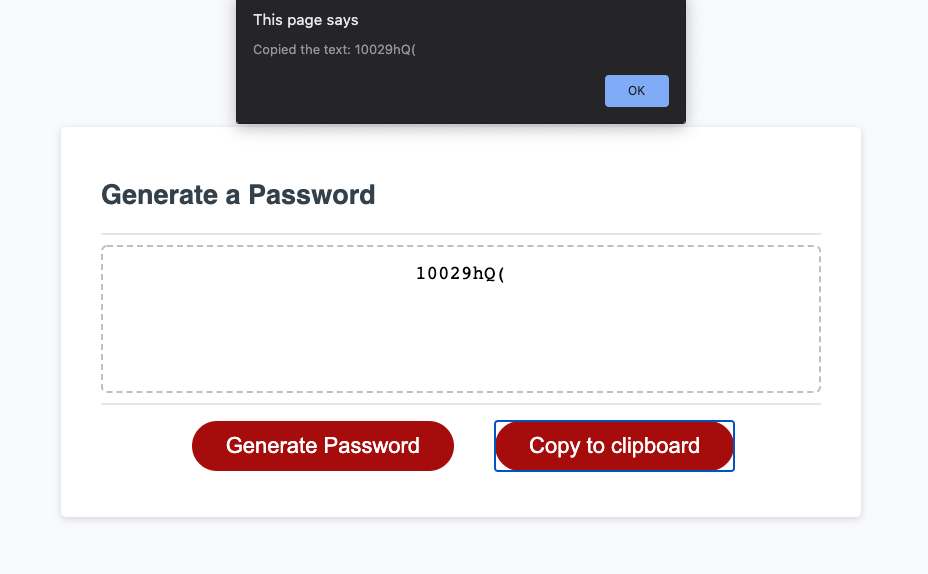 This page says
Copied the text: 10029hQ(
OK
Generate a Password
10029hQ(
Generate Password
Copy to clipboard